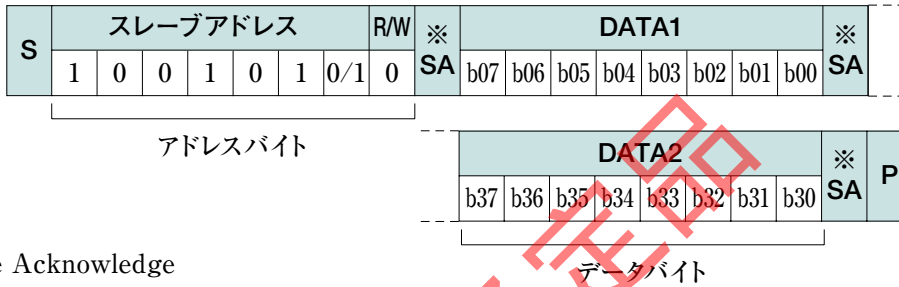 S スレーブアドレス R/W ※ SA DATA1 ※ SA
1 0 0 1 0 1 0/1 0 b07 b06 b05 b04 b03 b02 b01 b00
アドレスバイト
DATA2 ※ SA P
b37 b36 b35 b34 b33 b32 b31 b30
Acknowledge
データバイト
定品